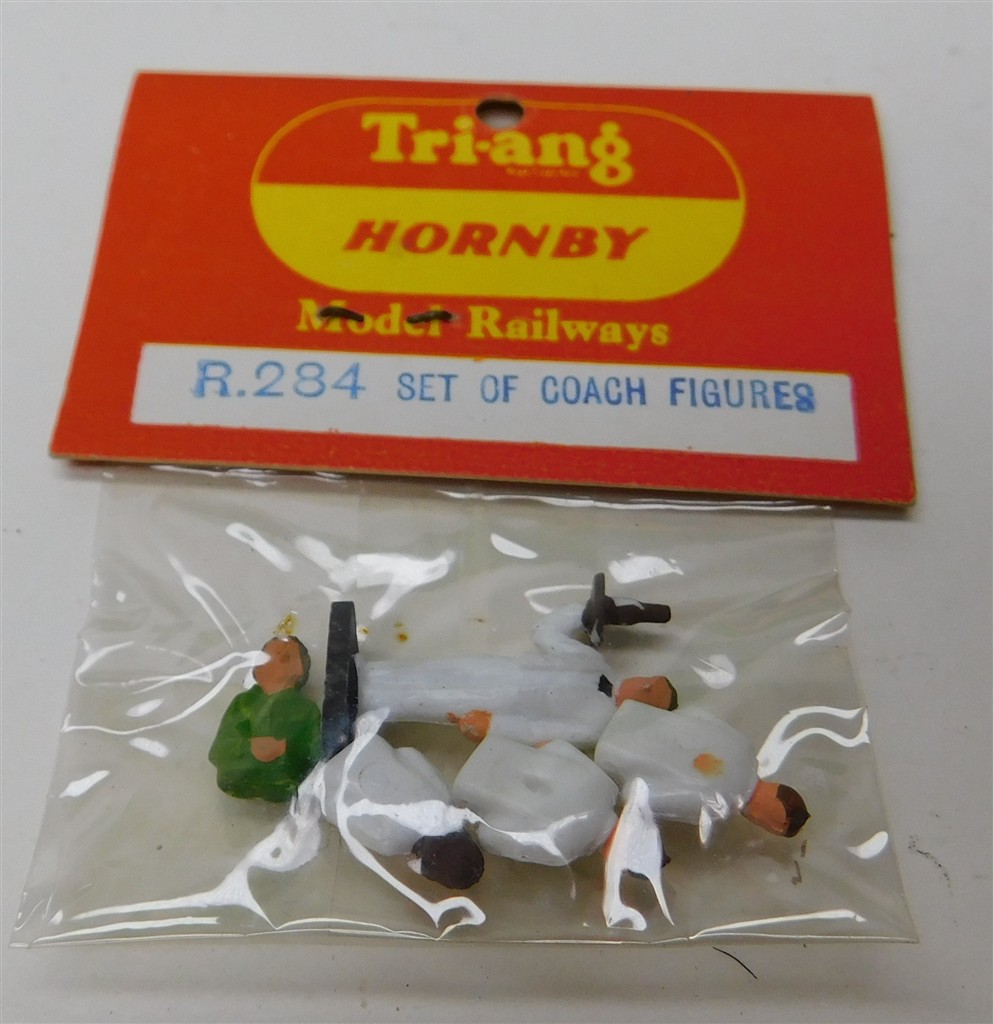 Tri-ang
HORNBY
Model Railways
R.284 SET OF COACH FIGURES